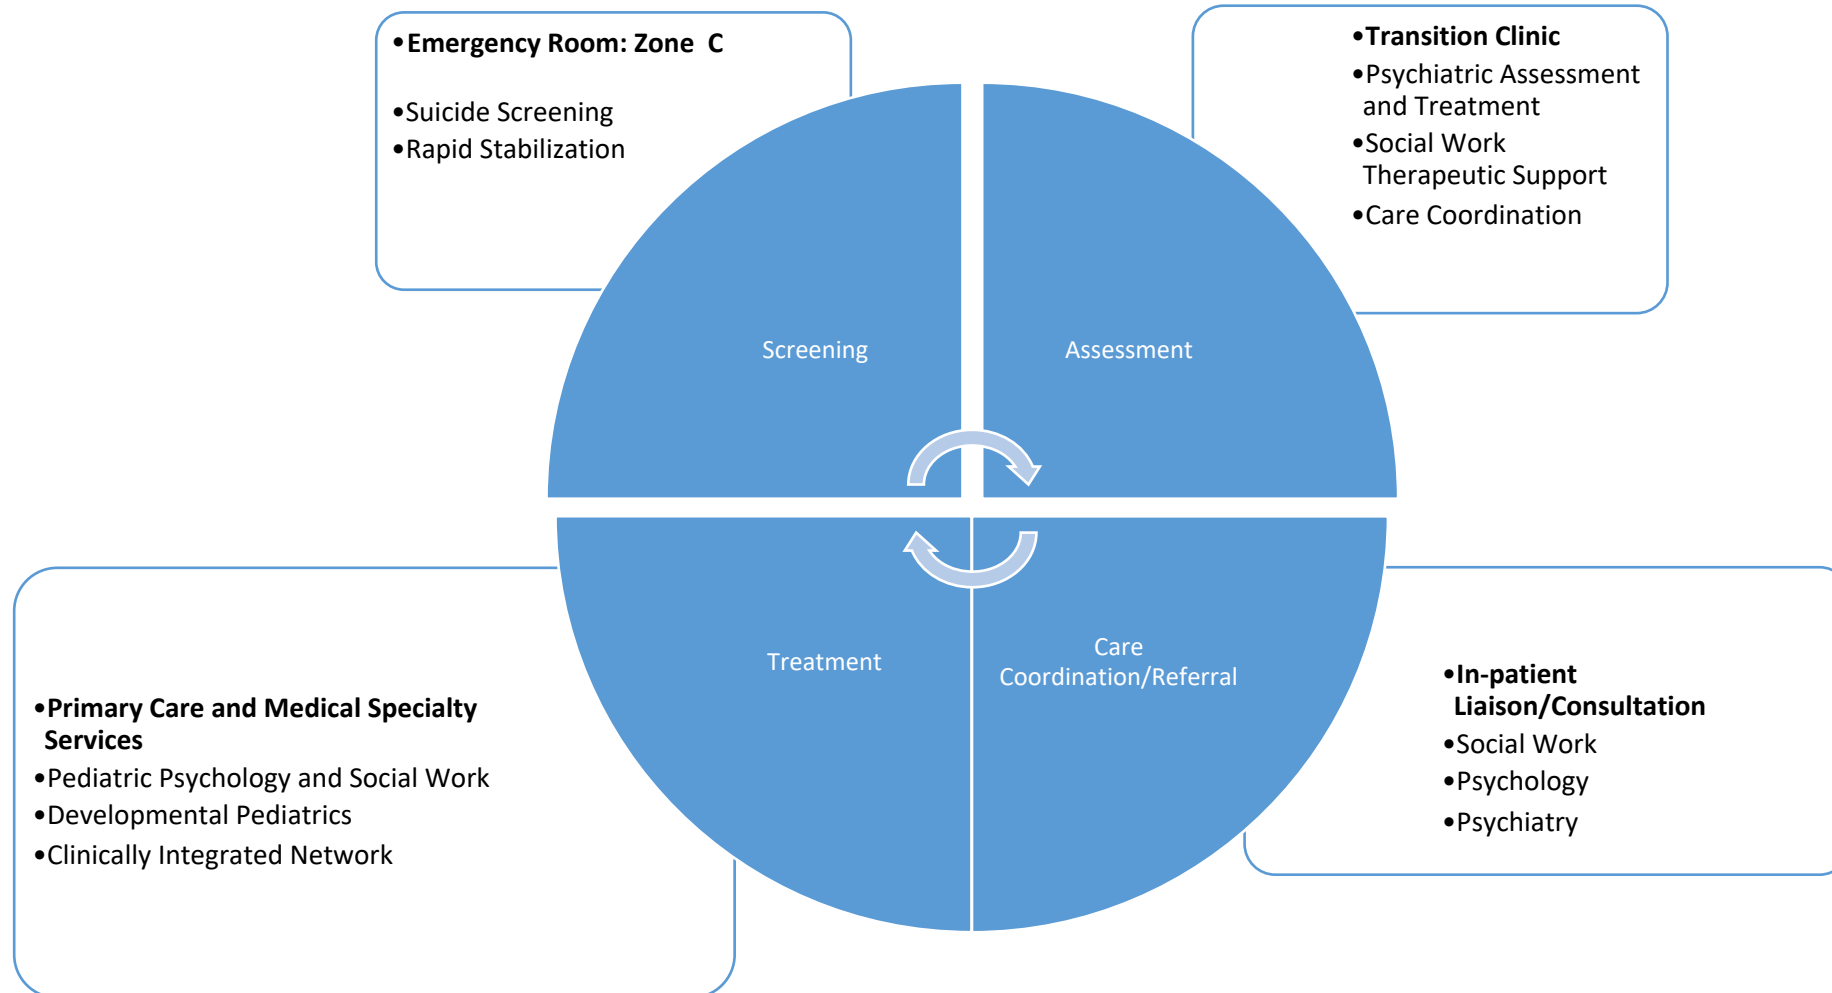 •Emergency Room: Zone C
•Suicide Screening
•Rapid Stabilization
•Transition Clinic
•Psychiatric Assessment
and Treatment
•Social Work
Therapeutic Support
•Care Coordination
Screening
Assessment
Treatment
Care
Coordination/Referral
•Primary Care and Medical Specialty
Services
•Pediatric Psychology and Social Work
•Developmental Pediatrics
•Clinically Integrated Network
•In-patient
Liaison/Consultation
•Social Work
•Psychology
•Psychiatry